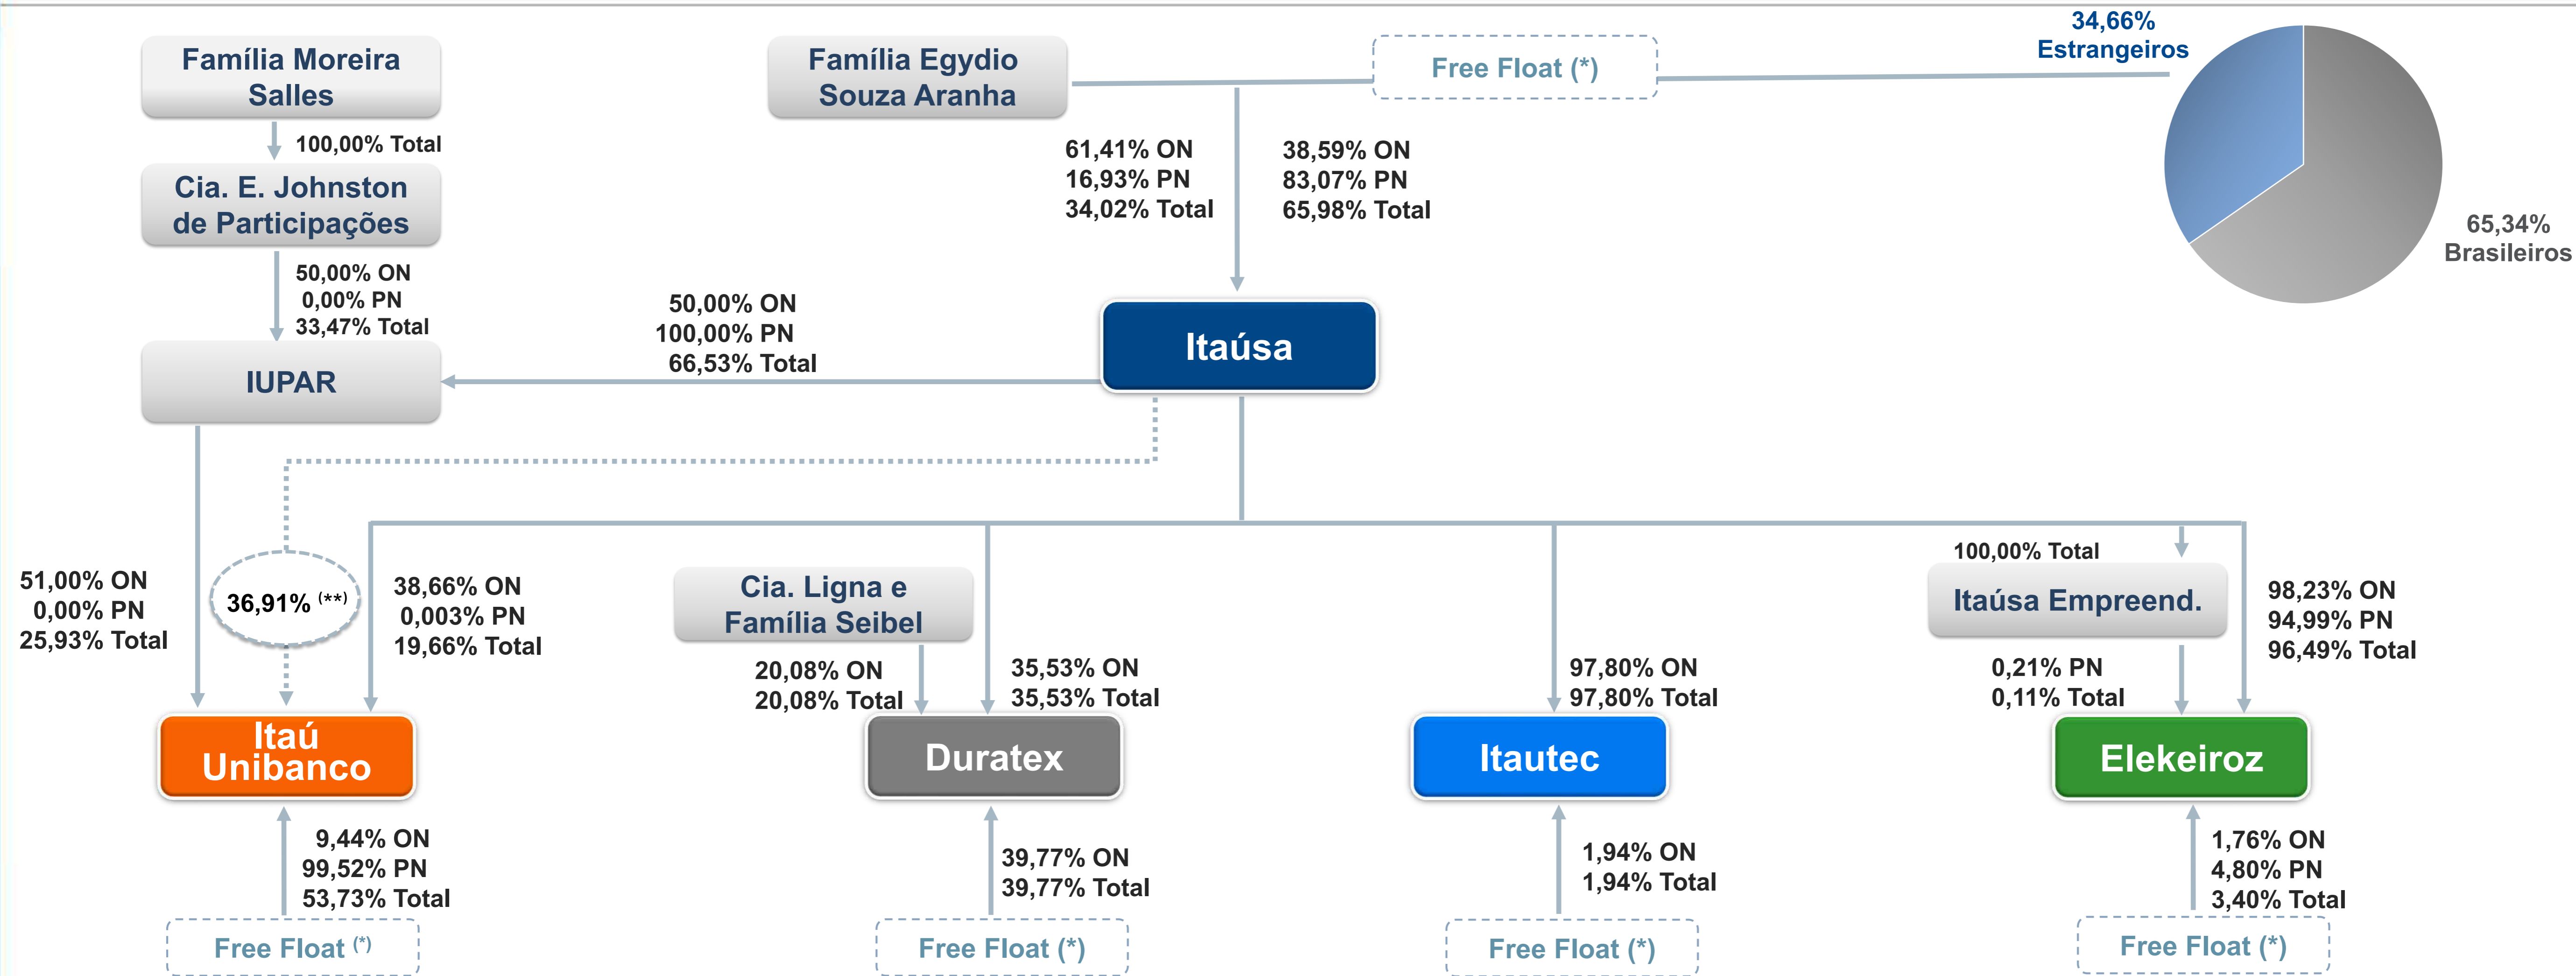 34,66%
Estrangeiros
Família Moreira
Salles
Família Egydio
Souza Aranha
Free Float (*)
100,00% Total
61,41% ON
16,93% PN
34,02% Total
38,59% ON
83,07% PN
65,98% Total
65,34%
Brasileiros
Cia. E. Johnston
de Participações
50,00% ON
0,00% PN
33,47% Total
50,00% ON
100,00% PN
66,53% Total
Itaúsa
IUPAR
51,00% ON
0,00% PN
25,93% Total
36,91% (**)
38,66% ON
0,003% PN
19,66% Total
Cia. Ligna e
Família Seibel
20,08% ON
20,08% Total
35,53% ON
35,53% Total
97,80% ON
97,80% Total
100,00% Total
Itaúsa Empreend.
0,21% PN
0,11% Total
98,23% ON
94,99% PN
96,49% Total
Itaú
Unibanco
Duratex
Itautec
Elekeiroz
9,44% ON
99,52% PN
53,73% Total
39,77% ON
39,77% Total
1,94% ON
1,94% Total
1,76% ON
4,80% PN
3,40% Total
Free Float (*)
Free Float (*)
Free Float (*)
Free Float (*)